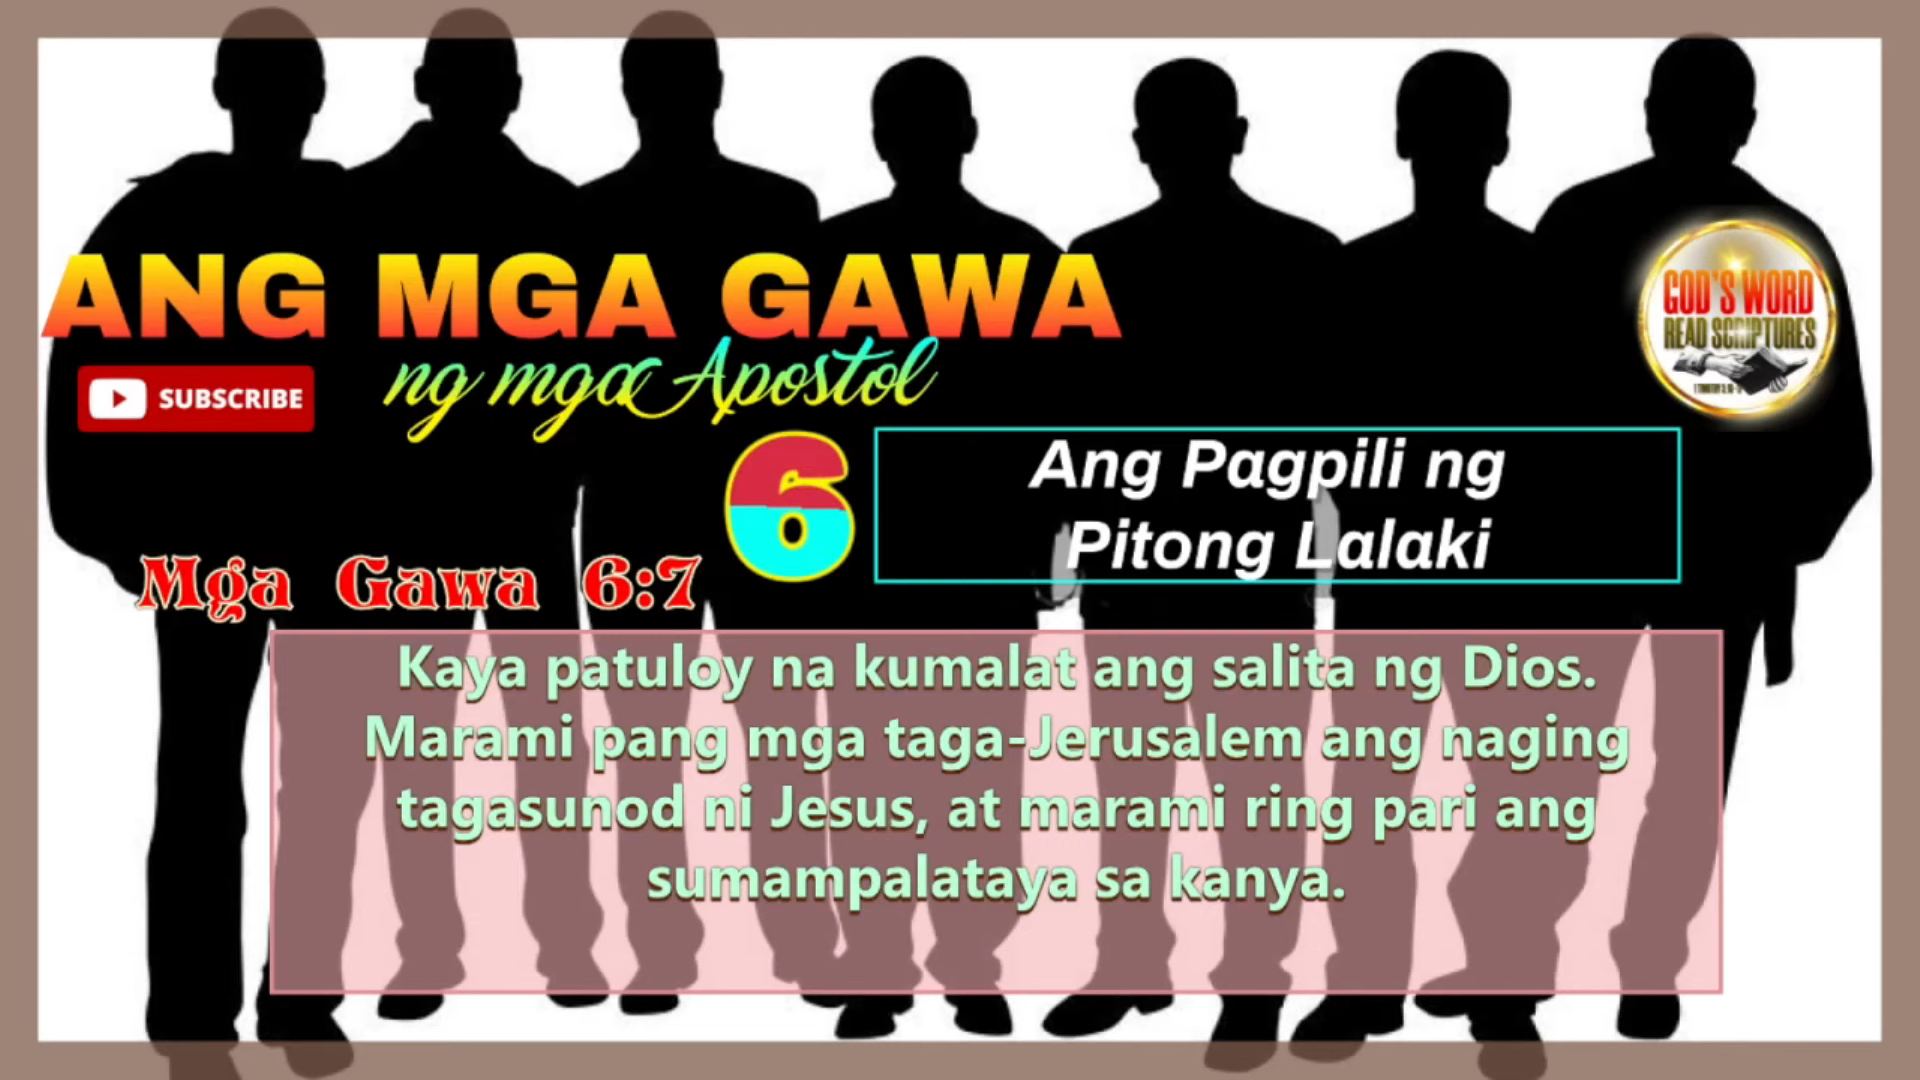 ANG MGA GAWA
ng mga Apostol
SUBSCRIBE
GOD'S WORD
READ SCRIPTURES
6
Ang Pagpili ng
Pitong Lalaki
Mga Gawa 6:7
Kaya patuloy na kumalat ang salita ng Dios.
Marami pang mga taga-Jerusalem ang naging
tagasunod ni Jesus, at marami ring pari ang
sumampalataya sa kanya.